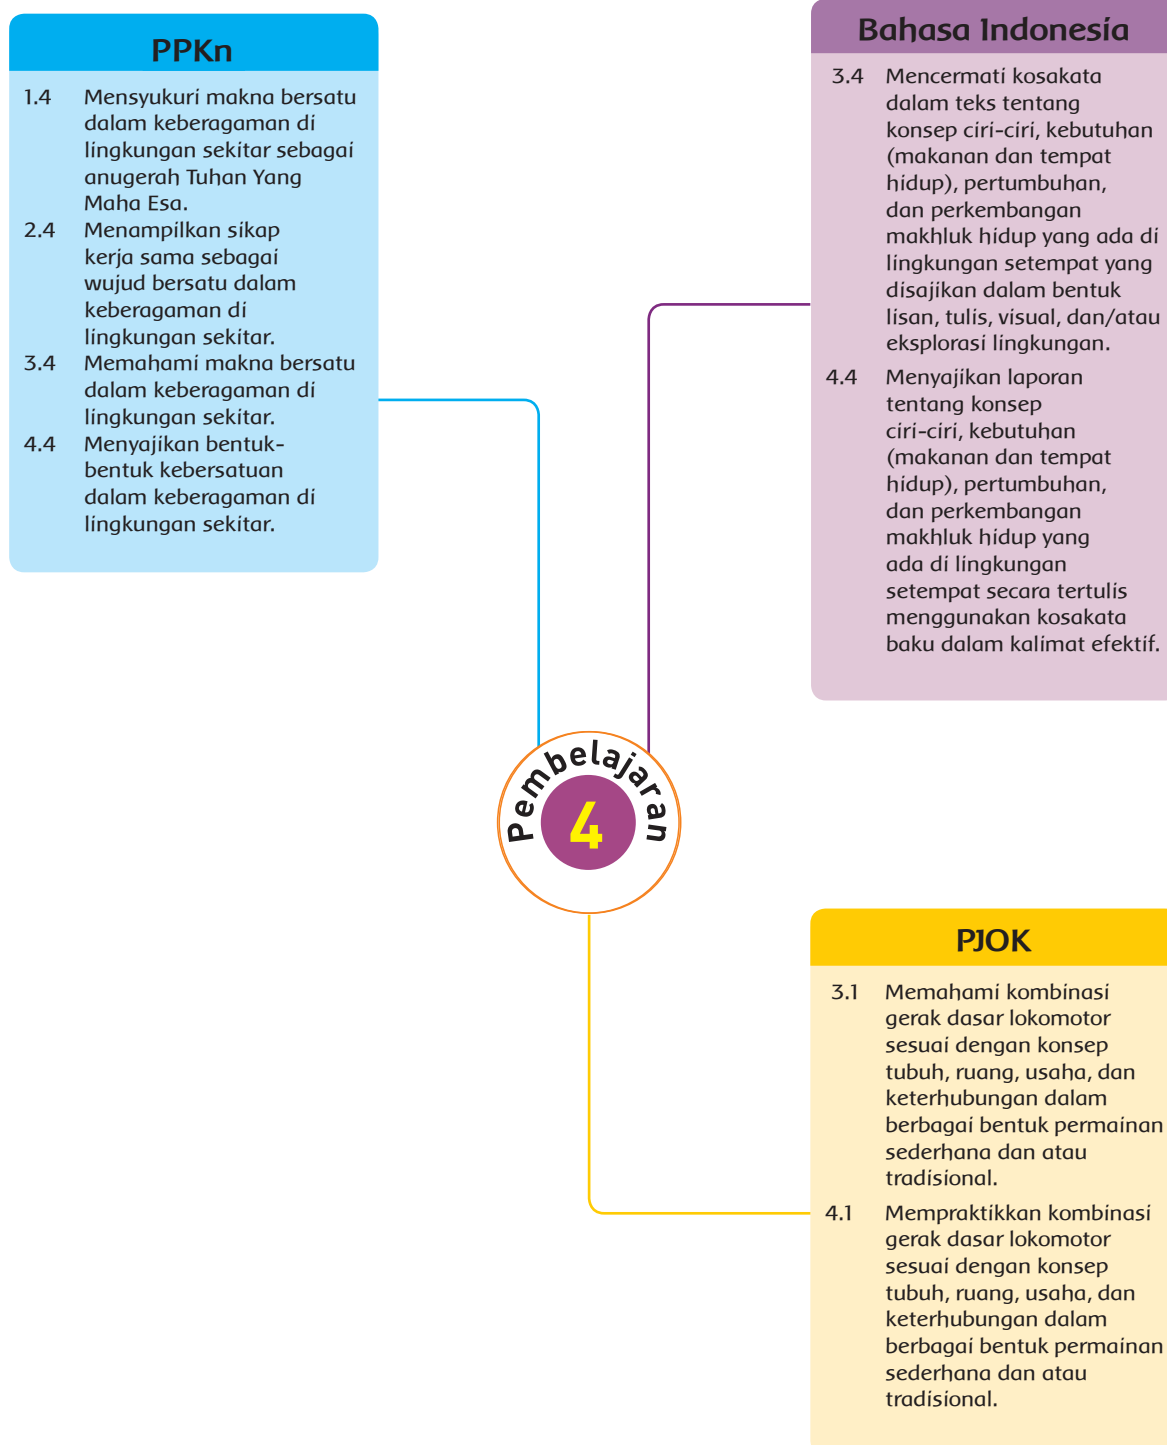 PPKn
1.4 Mensyukuri makna bersatu
dalam keberagaman di
lingkungan sekitar sebagai
anugerah Tuhan Yang
Maha Esa.
2.4 Menampilkan sikap
kerja sama sebagai
wujud bersatu dalam
keberagaman di
lingkungan sekitar.
3.4 Memahami makna bersatu
dalam keberagaman di
lingkungan sekitar.
4.4 Menyajikan bentuk-
bentuk kebersatuan
dalam keberagaman di
lingkungan sekitar.
Bahasa Indonesia
3.4 Mencermati kosakata
dalam teks tentang
konsep ciri-ciri, kebutuhan
(makanan dan tempat
hidup), pertumbuhan,
dan perkembangan
makhluk hidup yang ada di
lingkungan setempat yang
disajikan dalam bentuk
lisan, tulis, visual, dan/atau
eksplorasi lingkungan.
4.4 Menyajikan laporan
tentang konsep
ciri-ciri, kebutuhan
(makanan dan tempat
hidup), pertumbuhan,
dan perkembangan
makhluk hidup yang
ada di lingkungan
setempat secara tertulis
menggunakan kosakata
baku dalam kalimat efektif.
Pembelajaran
4
PJOK
3.1 Memahami kombinasi
gerak dasar lokomotor
sesuai dengan konsep
tubuh, ruang, usaha, dan
keterhubungan dalam
berbagai bentuk permainan
sederhana dan atau
tradisional.
4.1 Mempraktikkan kombinasi
gerak dasar lokomotor
sesuai dengan konsep
tubuh, ruang, usaha, dan
keterhubungan dalam
berbagai bentuk permainan
sederhana dan atau
tradisional.